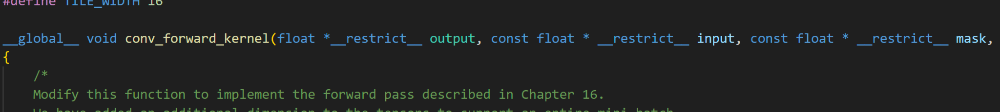 #define TILE_WIDTH 16
__global__ void conv_forward_kernel(float *__restrict__ output, const float * __restrict__ input, const float * __restrict__ mask,
{
/*
Modify this function to implement the forward pass described in Chapter 16.
We have added an additional dimension to the tensors to support an entire mini-batch